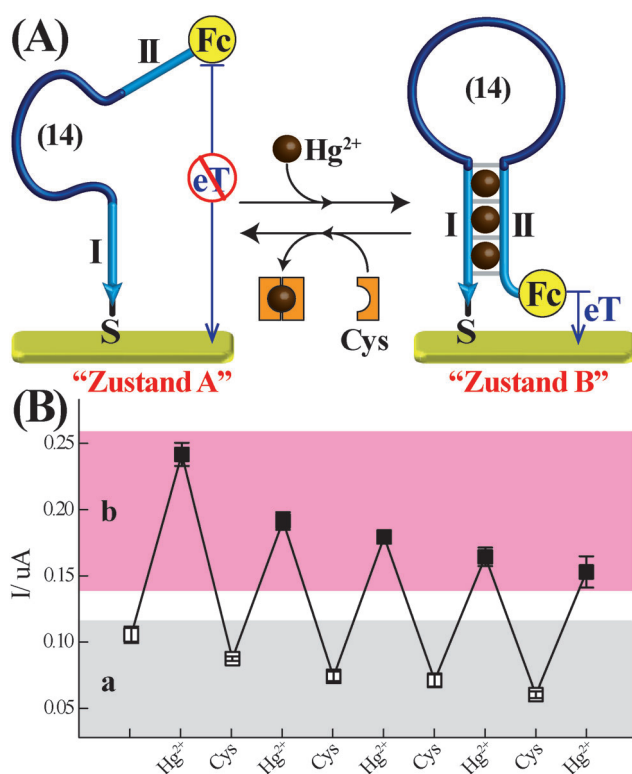 (A)
II
Fc
(14)
eT
I
S
"Zustand A"
Hg²⁺
Cys
(14)
I
II
Fc
eT
S
"Zustand B"
(B)
I/ uA
0.25
0.20
0.15
0.10
0.05
b
a
Hg²⁺ Cys Hg²⁺ Cys Hg²⁺ Cys Hg²⁺ Cys Hg²⁺